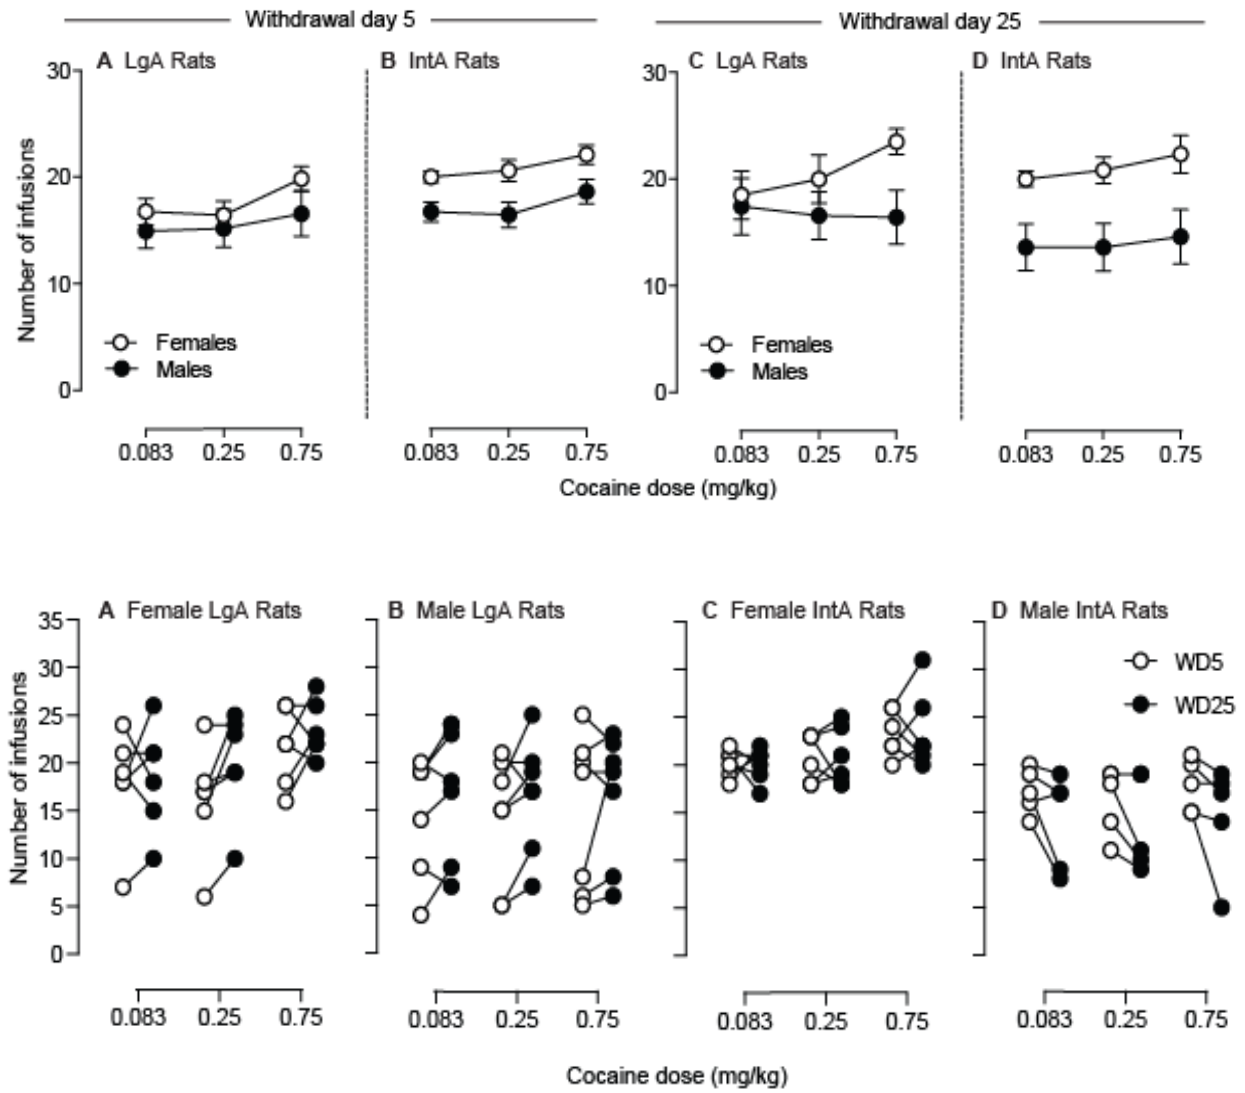 Withdrawal day 5
Withdrawal day 25
A LgA Rats
B IntA Rats
C LgA Rats
D IntA Rats
Number of infusions
30
20
10
0
30
20
10
0
Females
Males
Females
Males
0.083 0.25 0.75
0.083 0.25 0.75
0.083 0.25 0.75
0.083 0.25 0.75
Cocaine dose (mg/kg)
A Female LgA Rats
B Male LgA Rats
C Female IntA Rats
D Male IntA Rats
Number of infusions
35
30
25
20
15
10
5
0
WD5
WD25
0.083 0.25 0.75
0.083 0.25 0.75
0.083 0.25 0.75
0.083 0.25 0.75
Cocaine dose (mg/kg)